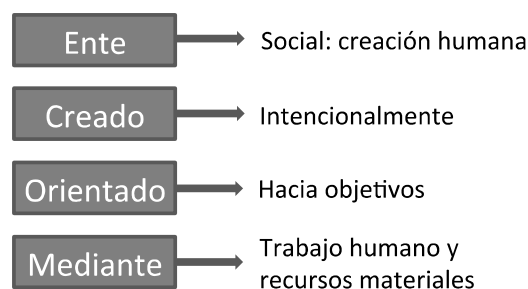 Ente
Social: creación humana
Creado
Intencionalmente
Orientado
Hacia objetivos
Mediante
Trabajo humano y
recursos materiales